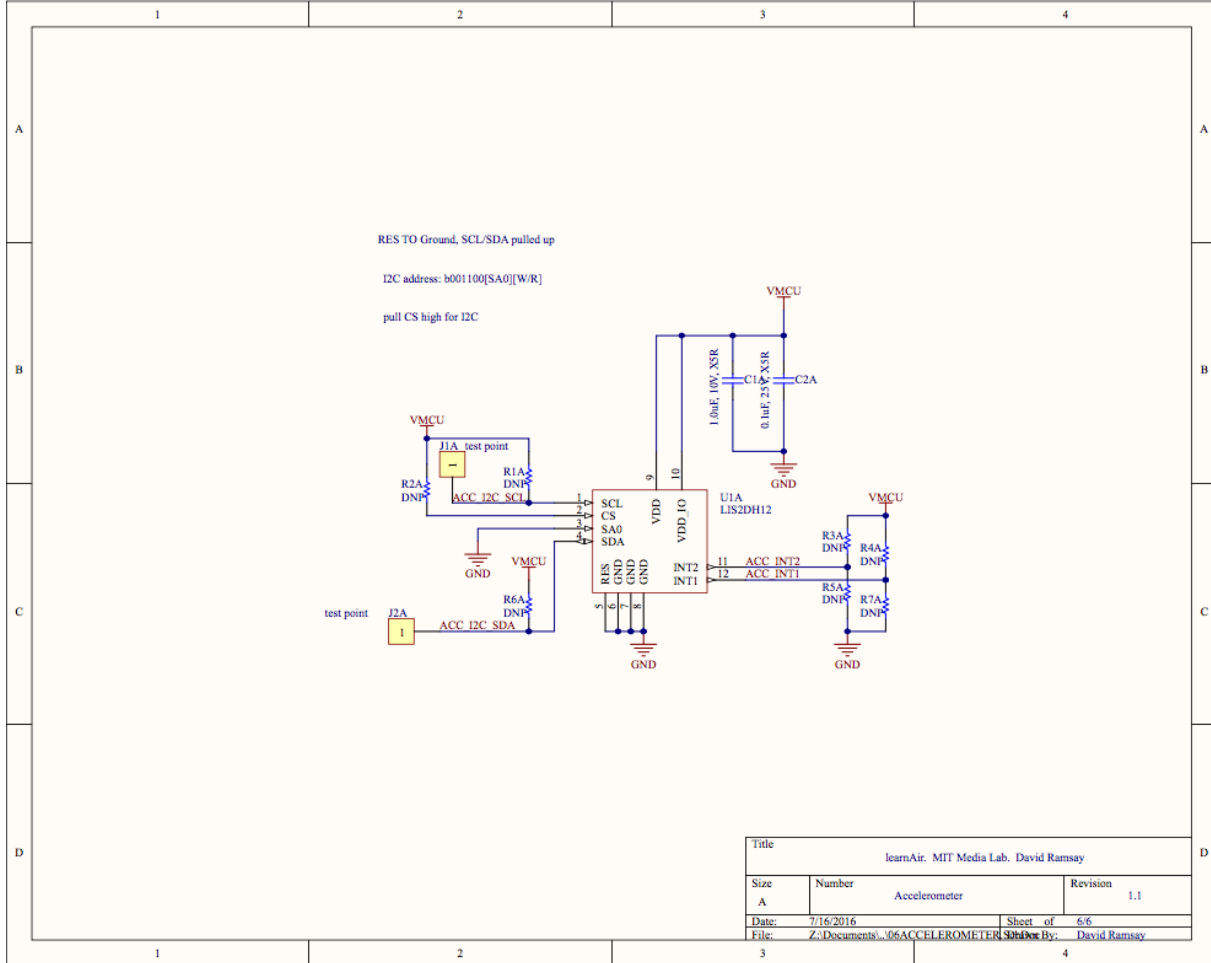 1 2 3 4
A A
RES TO Ground, SCL/SDA pulled up
I2C address: b001100[SA0][W/R]
pull CS high for I2C
VMCU
B B
1.0uF, 10V, X5R
C1A
0.1uF, 25V, X5R
C2A
GND
VMCU
J1A test point
1
R2A
DNP
R1A
DNP
ACC_I2C_SCL
1
2
3
4
SCL
CS
SA0
SDA
9
10
VDD
VDD_IO
U1A
LIS2DH12
RES
GND
GND
GND
5
6
7
8
INT2
INT1
11
12
ACC_INT2
ACC_INT1
VMCU
R3A
DNP
R4A
DNP
R5A
DNP
R7A
DNP
GND
GND
VMCU
R6A
DNP
C C
test point
J2A
1
ACC_I2C_SDA
GND
GND
D D
Title
learnAir. MIT Media Lab. David Ramsay
Size Number Revision
A Accelerometer 1.1
Date: 7/16/2016 Sheet of 6/6
File: Z:\Documents\..\06ACCELEROMETER By: David Ramsay
1 2 3 4